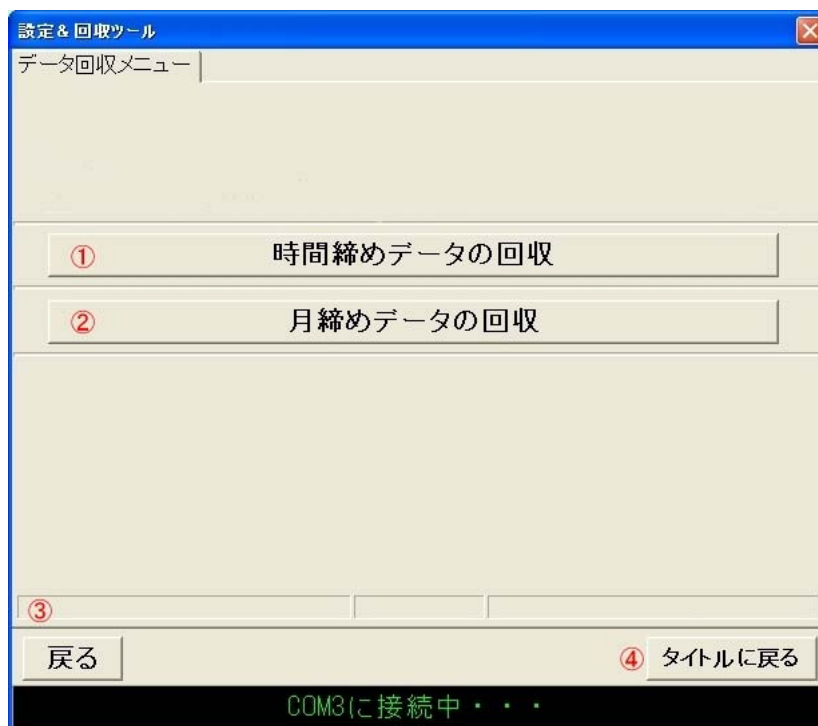 設定&回収ツール
データ回収メニュー
① 時間締めデータの回収
② 月締めデータの回収
③
戻る ④ タイトルに戻る
COM3に接続中・・・